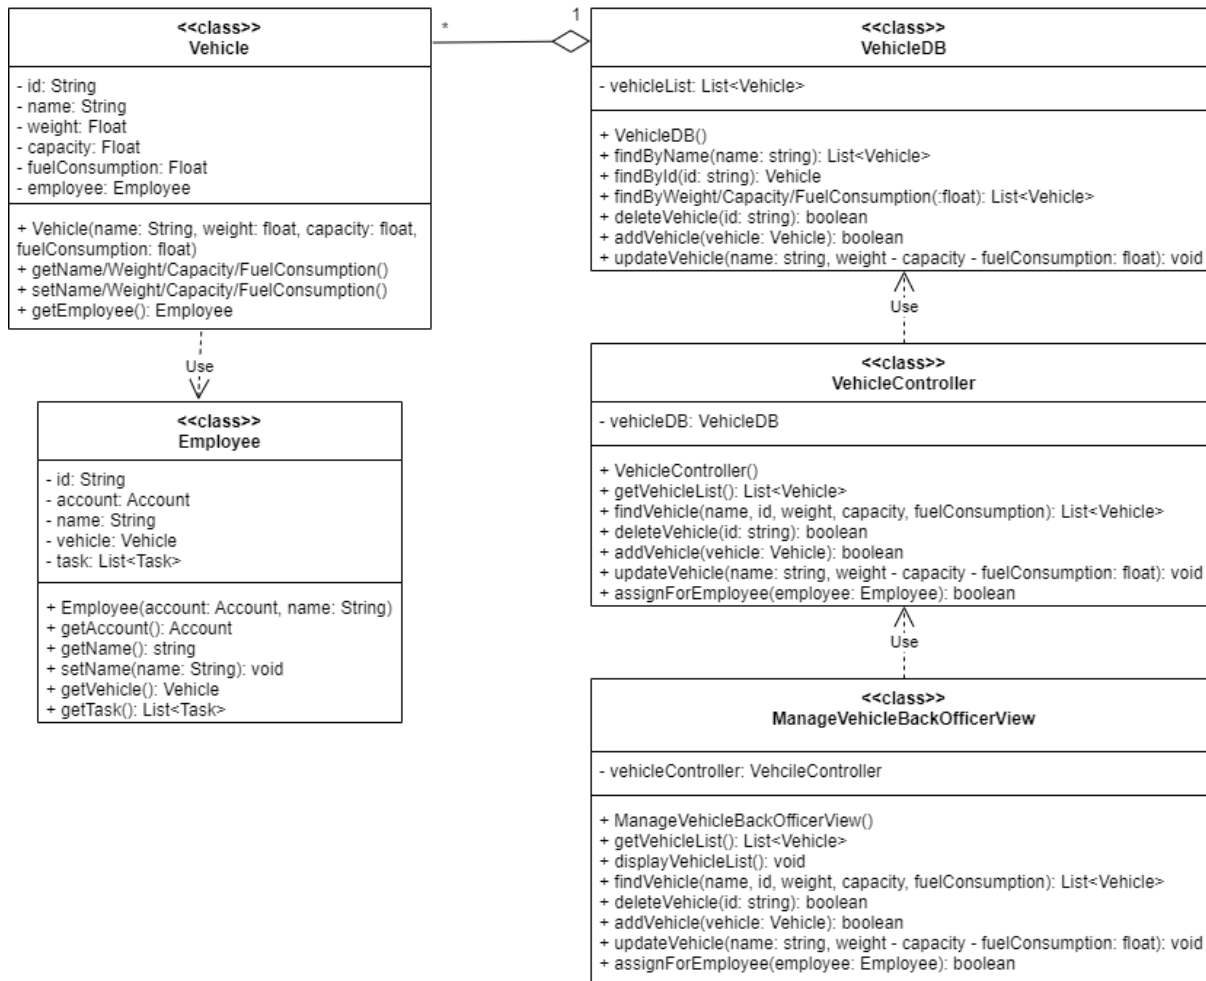 <<class>>
Vehicle
- id: String
- name: String
- weight: Float
- capacity: Float
- fuelConsumption: Float
- employee: Employee
+ Vehicle(name: String, weight: float, capacity: float,
fuelConsumption: float)
+ getName/Weight/Capacity/FuelConsumption()
+ setName/Weight/Capacity/FuelConsumption()
+ getEmployee(): Employee
*
1
<<class>>
VehicleDB
- vehicleList: List<Vehicle>
+ VehicleDB()
+ findByName(name: string): List<Vehicle>
+ findById(id: string): Vehicle
+ findByWeight/Capacity/FuelConsumption(:float): List<Vehicle>
+ deleteVehicle(id: string): boolean
+ addVehicle(vehicle: Vehicle): boolean
+ updateVehicle(name: string, weight - capacity - fuelConsumption: float): void
Use
Use
<<class>>
Employee
- id: String
- account: Account
- name: String
- vehicle: Vehicle
- task: List<Task>
+ Employee(account: Account, name: String)
+ getAccount(): Account
+ getName(): string
+ setName(name: String): void
+ getVehicle(): Vehicle
+ getTask(): List<Task>
<<class>>
VehicleController
- vehicleDB: VehicleDB
+ VehicleController()
+ getVehicleList(): List<Vehicle>
+ findVehicle(name, id, weight, capacity, fuelConsumption): List<Vehicle>
+ deleteVehicle(id: string): boolean
+ addVehicle(vehicle: Vehicle): boolean
+ updateVehicle(name: string, weight - capacity - fuelConsumption: float): void
+ assignForEmployee(employee: Employee): boolean
Use
<<class>>
ManageVehicleBackOfficerView
- vehicleController: VehcileController
+ ManageVehicleBackOfficerView()
+ getVehicleList(): List<Vehicle>
+ displayVehicleList(): void
+ findVehicle(name, id, weight, capacity, fuelConsumption): List<Vehicle>
+ deleteVehicle(id: string): boolean
+ addVehicle(vehicle: Vehicle): boolean
+ updateVehicle(name: string, weight - capacity - fuelConsumption: float): void
+ assignForEmployee(employee: Employee): boolean